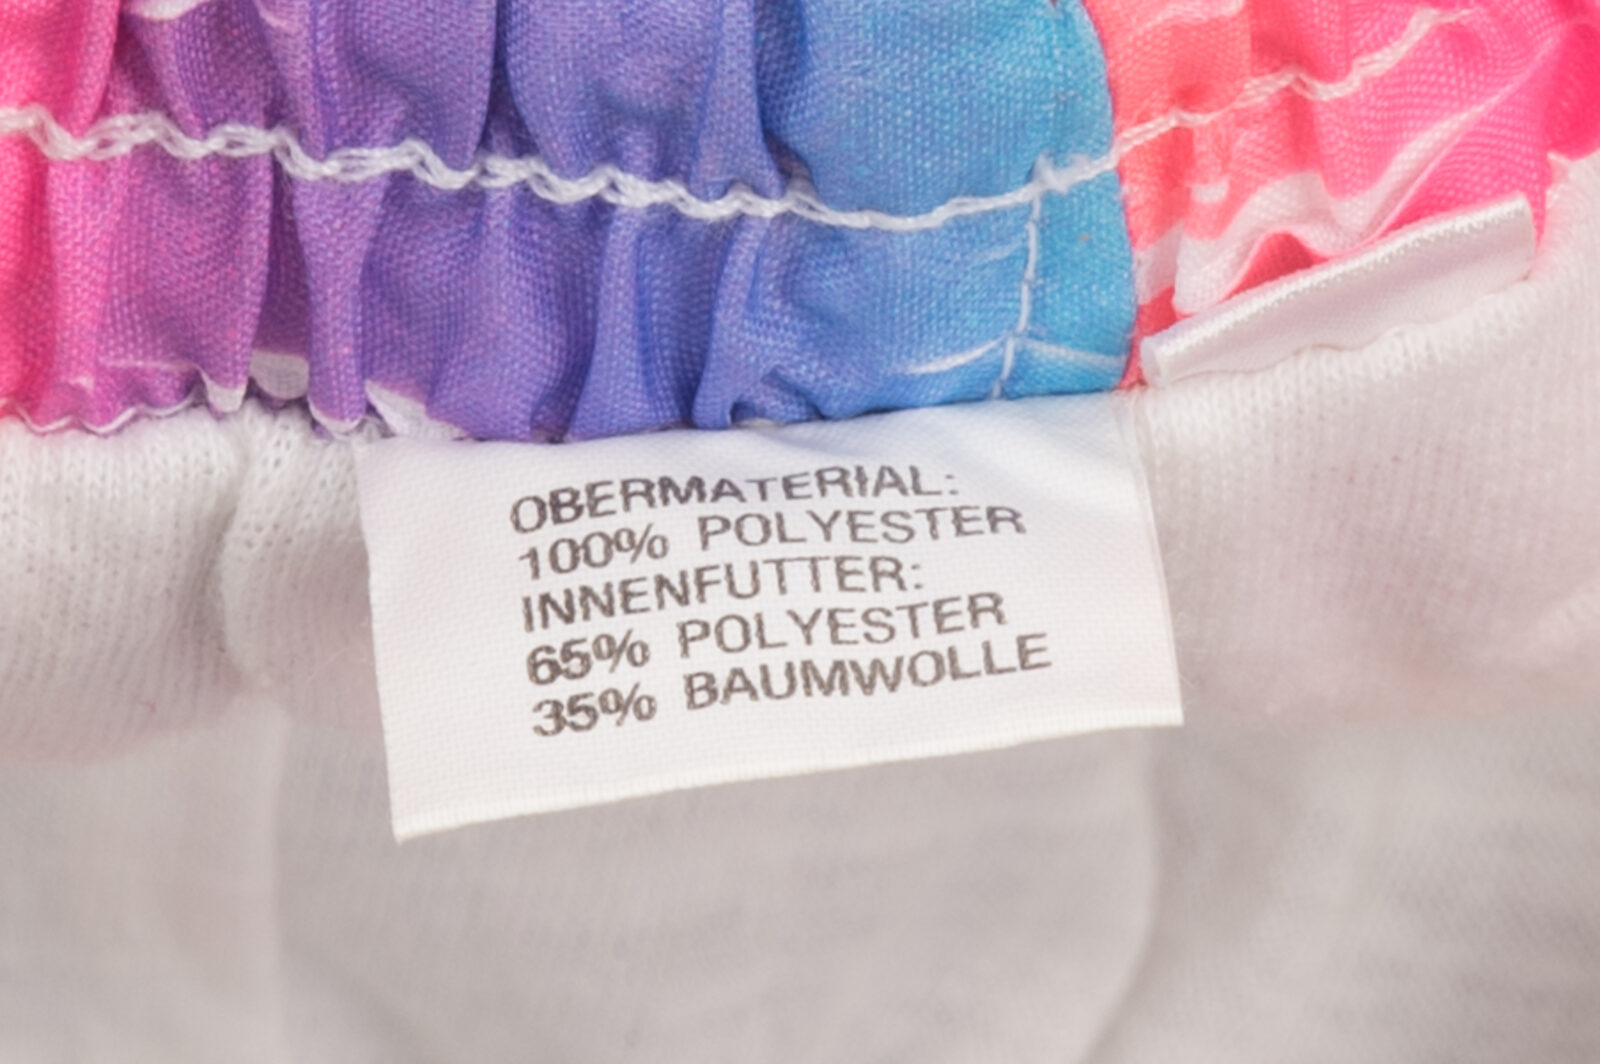 OBERMATERIAL:
100% POLYESTER
INNENFUTTER:
65% POLYESTER
35% BAUMWOLLE